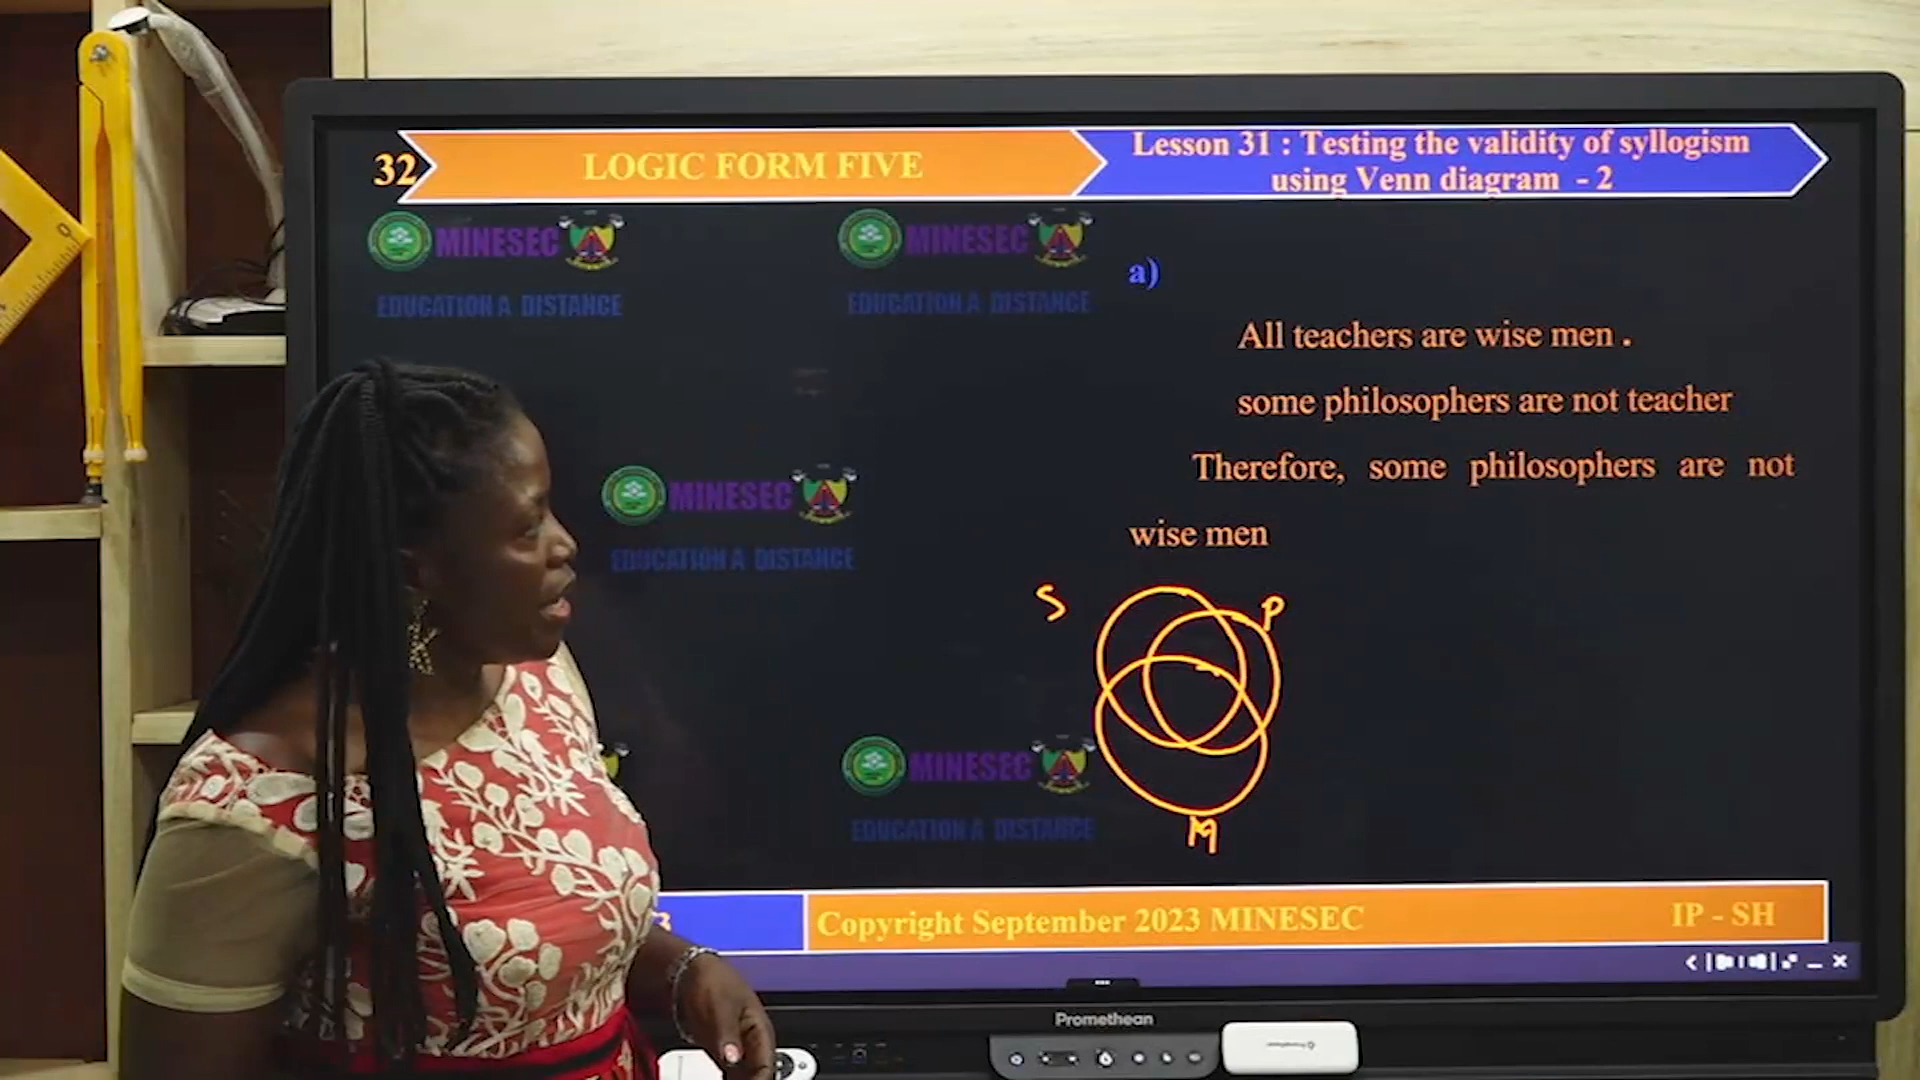 32
LOGIC FORM FIVE
Lesson 31 : Testing the validity of syllogism
using Venn diagram - 2
MINESEC
EDUCATION A DISTANCE
MINESEC
EDUCATION A DISTANCE
a)
All teachers are wise men .
some philosophers are not teacher
Therefore, some philosophers are not
wise men
MINESEC
EDUCATION A DISTANCE
S
P
MINESEC
EDUCATION A DISTANCE
M
3
Copyright September 2023 MINESEC
IP - SH
Promethean